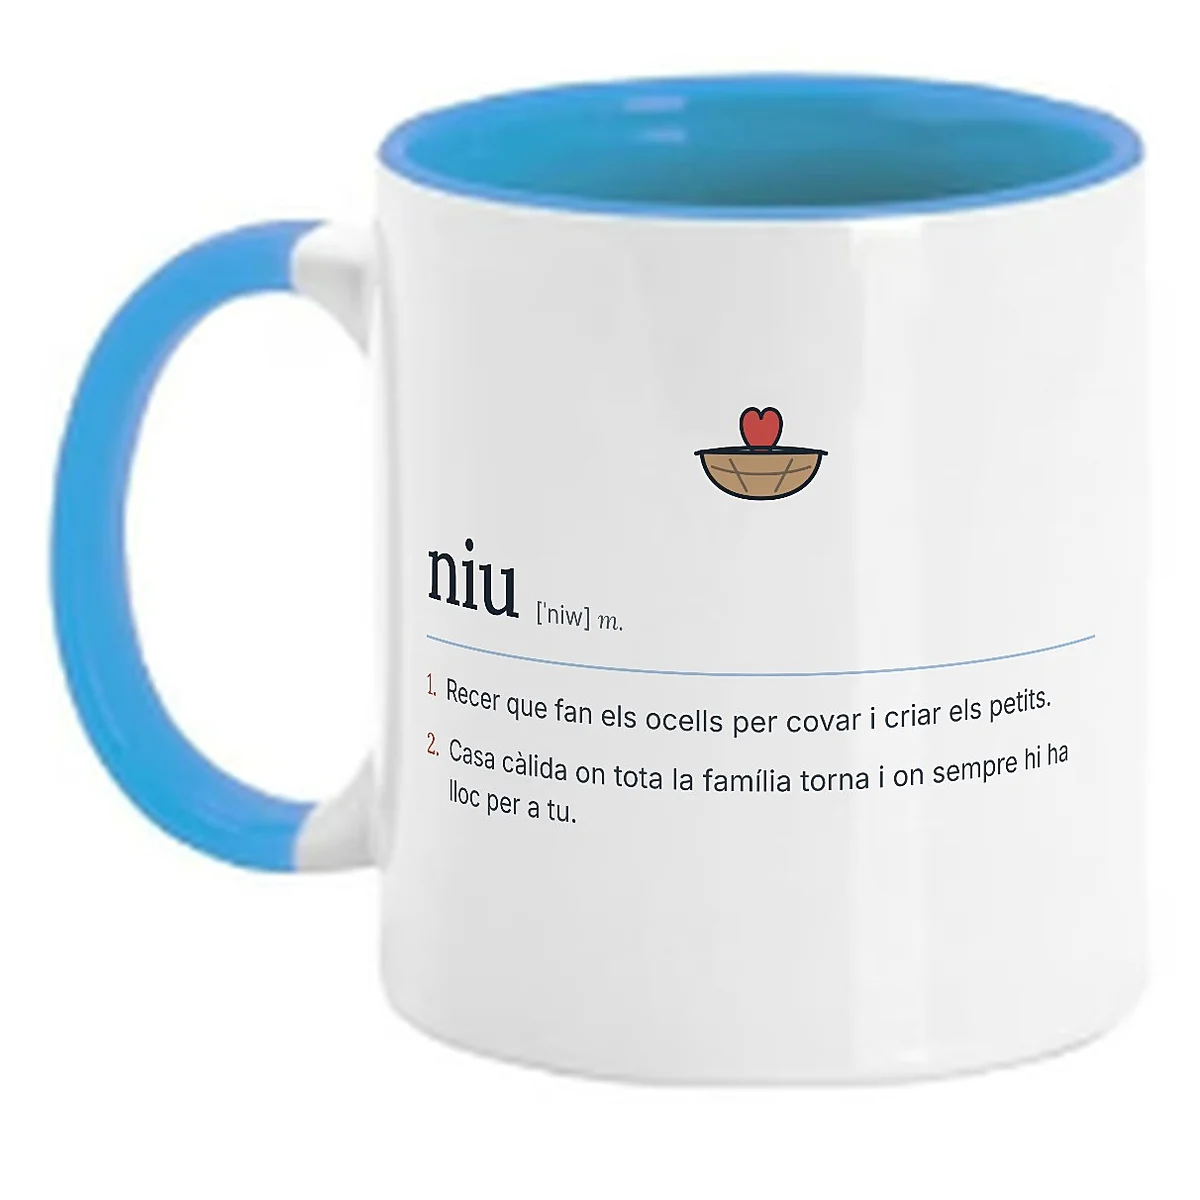 niu ['niw] m.
1. Recer que fan els ocells per covar i criar els petits.
2. Casa càlida on tota la família torna i on sempre hi ha
lloc per a tu.